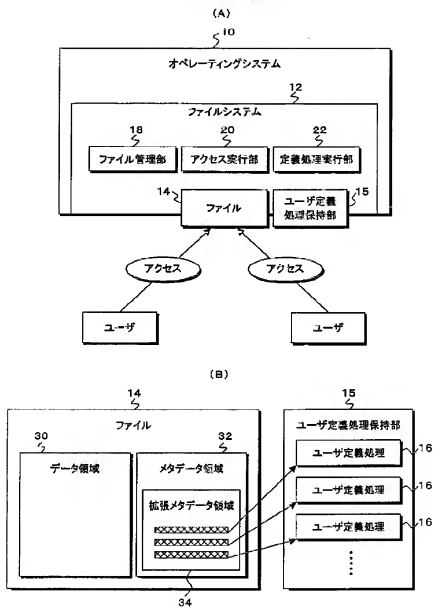 (A)
10
オペレーティングシステム
12
ファイルシステム
18
20
22
ファイル管理部
アクセス実行部
定義処理実行部
14
ファイル
ユーザ定義
処理保持部
15
アクセス
アクセス
ユーザ
ユーザ
(B)
14
15
ファイル
ユーザ定義処理保持部
30
32
データ領域
メタデータ領域
拡張メタデータ領域
34
ユーザ定義処理
16
ユーザ定義処理
16
ユーザ定義処理
16